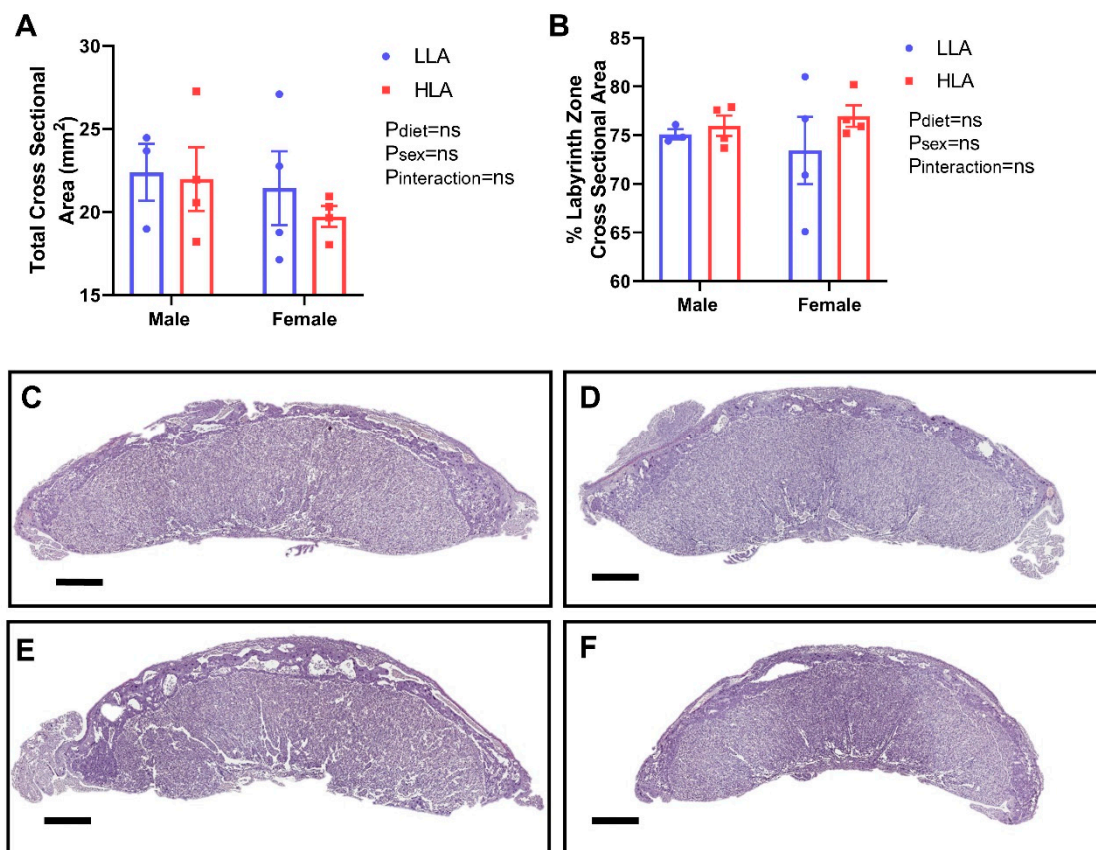 A
30
25
20
15
Total Cross Sectional
Area (mm²)
Male
Female
LLA
HLA
Pdiet=ns
Psex=ns
Pinteraction=ns
B
85
80
75
70
65
60
% Labyrinth Zone
Cross Sectional Area
Male
Female
LLA
HLA
Pdiet=ns
Psex=ns
Pinteraction=ns
C
D
E
F